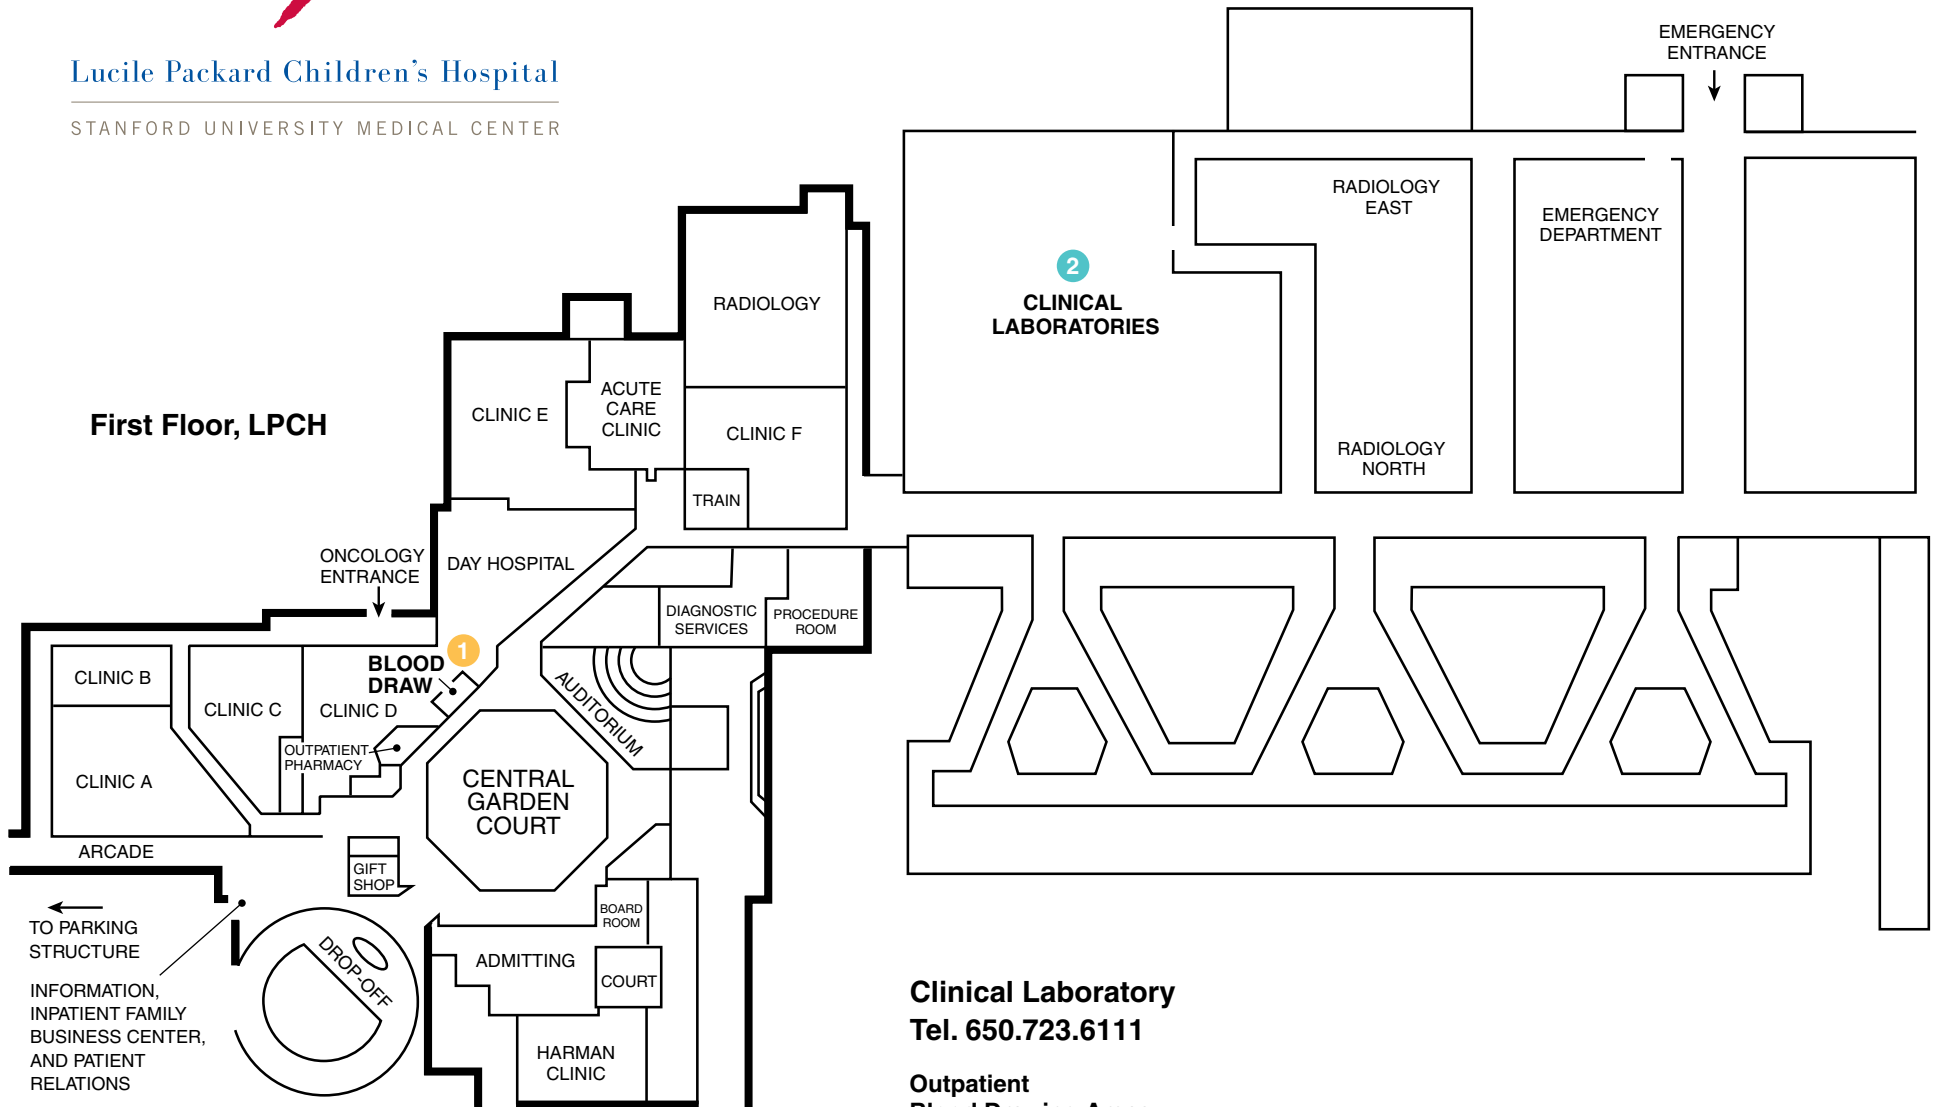 Lucile Packard Children's Hospital
STANFORD UNIVERSITY MEDICAL CENTER
EMERGENCY
ENTRANCE
RADIOLOGY
EAST
EMERGENCY
DEPARTMENT
2
CLINICAL
LABORATORIES
RADIOLOGY
RADIOLOGY
NORTH
First Floor, LPCH
CLINIC E
ACUTE
CARE
CLINIC
CLINIC F
TRAIN
ONCOLOGY
ENTRANCE
DAY HOSPITAL
DIAGNOSTIC
SERVICES
PROCEDURE
ROOM
1
BLOOD
DRAW
CLINIC B
CLINIC C
CLINIC D
AUDITORIUM
OUTPATIENT
PHARMACY
CLINIC A
CENTRAL
GARDEN
COURT
ARCADE
GIFT
SHOP
BOARD
ROOM
TO PARKING
STRUCTURE
DROP-OFF
ADMITTING
COURT
INFORMATION,
INPATIENT FAMILY
BUSINESS CENTER,
AND PATIENT
RELATIONS
HARMAN
CLINIC
Clinical Laboratory
Tel. 650.723.6111
Outpatient